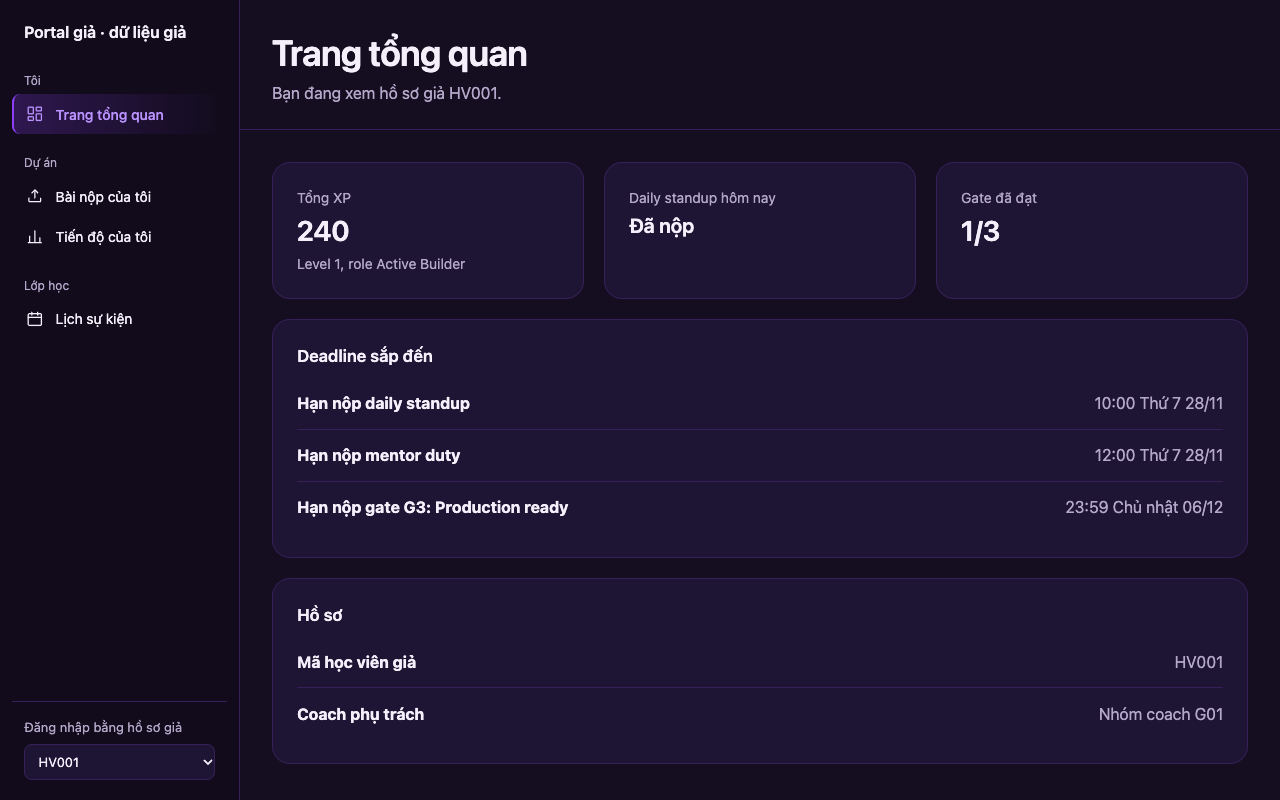 Portal giả · dữ liệu giả
Tôi
Trang tổng quan
Dự án
Bài nộp của tôi
Tiến độ của tôi
Lớp học
Lịch sự kiện
Đăng nhập bằng hồ sơ giả
HV001
Trang tổng quan
Bạn đang xem hồ sơ giả HV001.
Tổng XP
240
Level 1, role Active Builder
Daily standup hôm nay
Đã nộp
Gate đã đạt
1/3
Deadline sắp đến
Hạn nộp daily standup 10:00 Thứ 7 28/11
Hạn nộp mentor duty 12:00 Thứ 7 28/11
Hạn nộp gate G3: Production ready 23:59 Chủ nhật 06/12
Hồ sơ
Mã học viên giả HV001
Coach phụ trách Nhóm coach G01